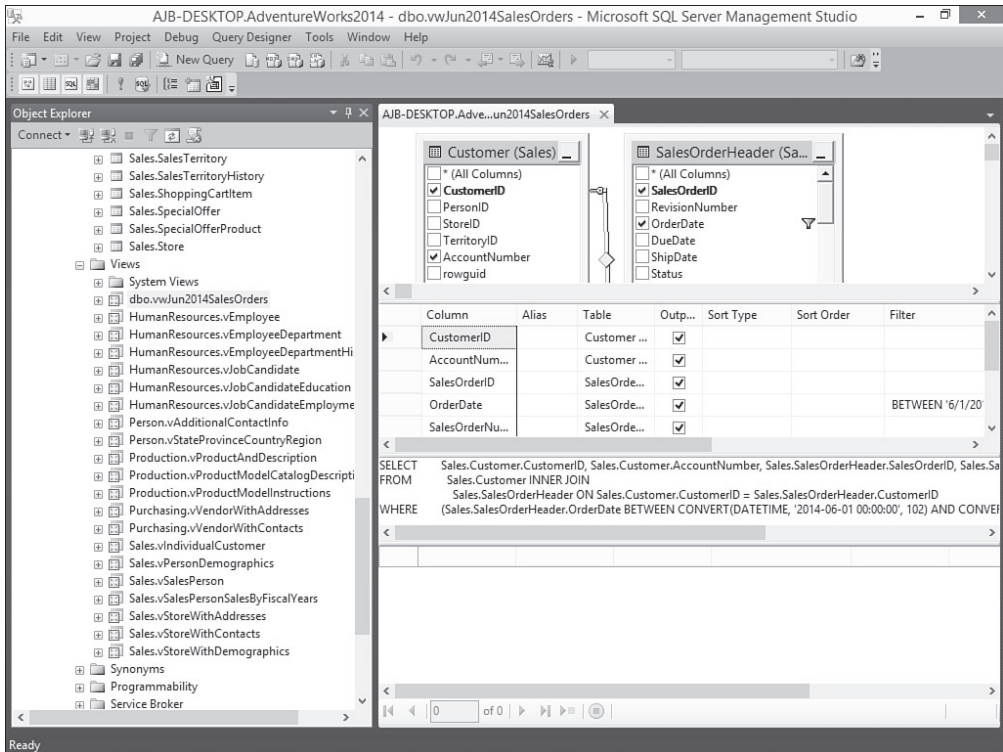 AJB-DESKTOP.AdventureWorks2014 - dbo.vwJun2014SalesOrders - Microsoft SQL Server Management Studio
File Edit View Project Debug Query Designer Tools Window Help
New Query
Object Explorer
Connect
Sales.SalesTerritory
Sales.SalesTerritoryHistory
Sales.ShoppingCartItem
Sales.SpecialOffer
Sales.SpecialOfferProduct
Sales.Store
Views
System Views
dbo.vwJun2014SalesOrders
HumanResources.vEmployee
HumanResources.vEmployeeDepartment
HumanResources.vEmployeeDepartmentHi
HumanResources.vJobCandidate
HumanResources.vJobCandidateEducation
HumanResources.vJobCandidateEmployme
Person.vAdditionalContactInfo
Person.vStateProvinceCountryRegion
Production.vProductAndDescription
Production.vProductModelCatalogDescripti
Production.vProductModelInstructions
Purchasing.vVendorWithAddresses
Purchasing.vVendorWithContacts
Sales.vIndividualCustomer
Sales.vPersonDemographics
Sales.vSalesPerson
Sales.vSalesPersonSalesByFiscalYears
Sales.vStoreWithAddresses
Sales.vStoreWithContacts
Sales.vStoreWithDemographics
Synonyms
Programmability
Service Broker
AJB-DESKTOP.Adve...un2014SalesOrders
Customer (Sales)
* (All Columns)
CustomerID
PersonID
StoreID
TerritoryID
AccountNumber
rowguid
SalesOrderHeader (Sa...
* (All Columns)
SalesOrderID
RevisionNumber
OrderDate
DueDate
ShipDate
Status
Column Alias Table Outp... Sort Type Sort Order Filter
CustomerID Customer ...
AccountNum... Customer ...
SalesOrderID SalesOrde...
OrderDate SalesOrde... BETWEEN '6/1/20
SalesOrderNu... SalesOrde...
SELECT Sales.Customer.CustomerID, Sales.Customer.AccountNumber, Sales.SalesOrderHeader.SalesOrderID, Sales.Sa
FROM Sales.Customer INNER JOIN
Sales.SalesOrderHeader ON Sales.Customer.CustomerID = Sales.SalesOrderHeader.CustomerID
WHERE (Sales.SalesOrderHeader.OrderDate BETWEEN CONVERT(DATETIME, '2014-06-01 00:00:00', 102) AND CONVER
0 of 0
Ready